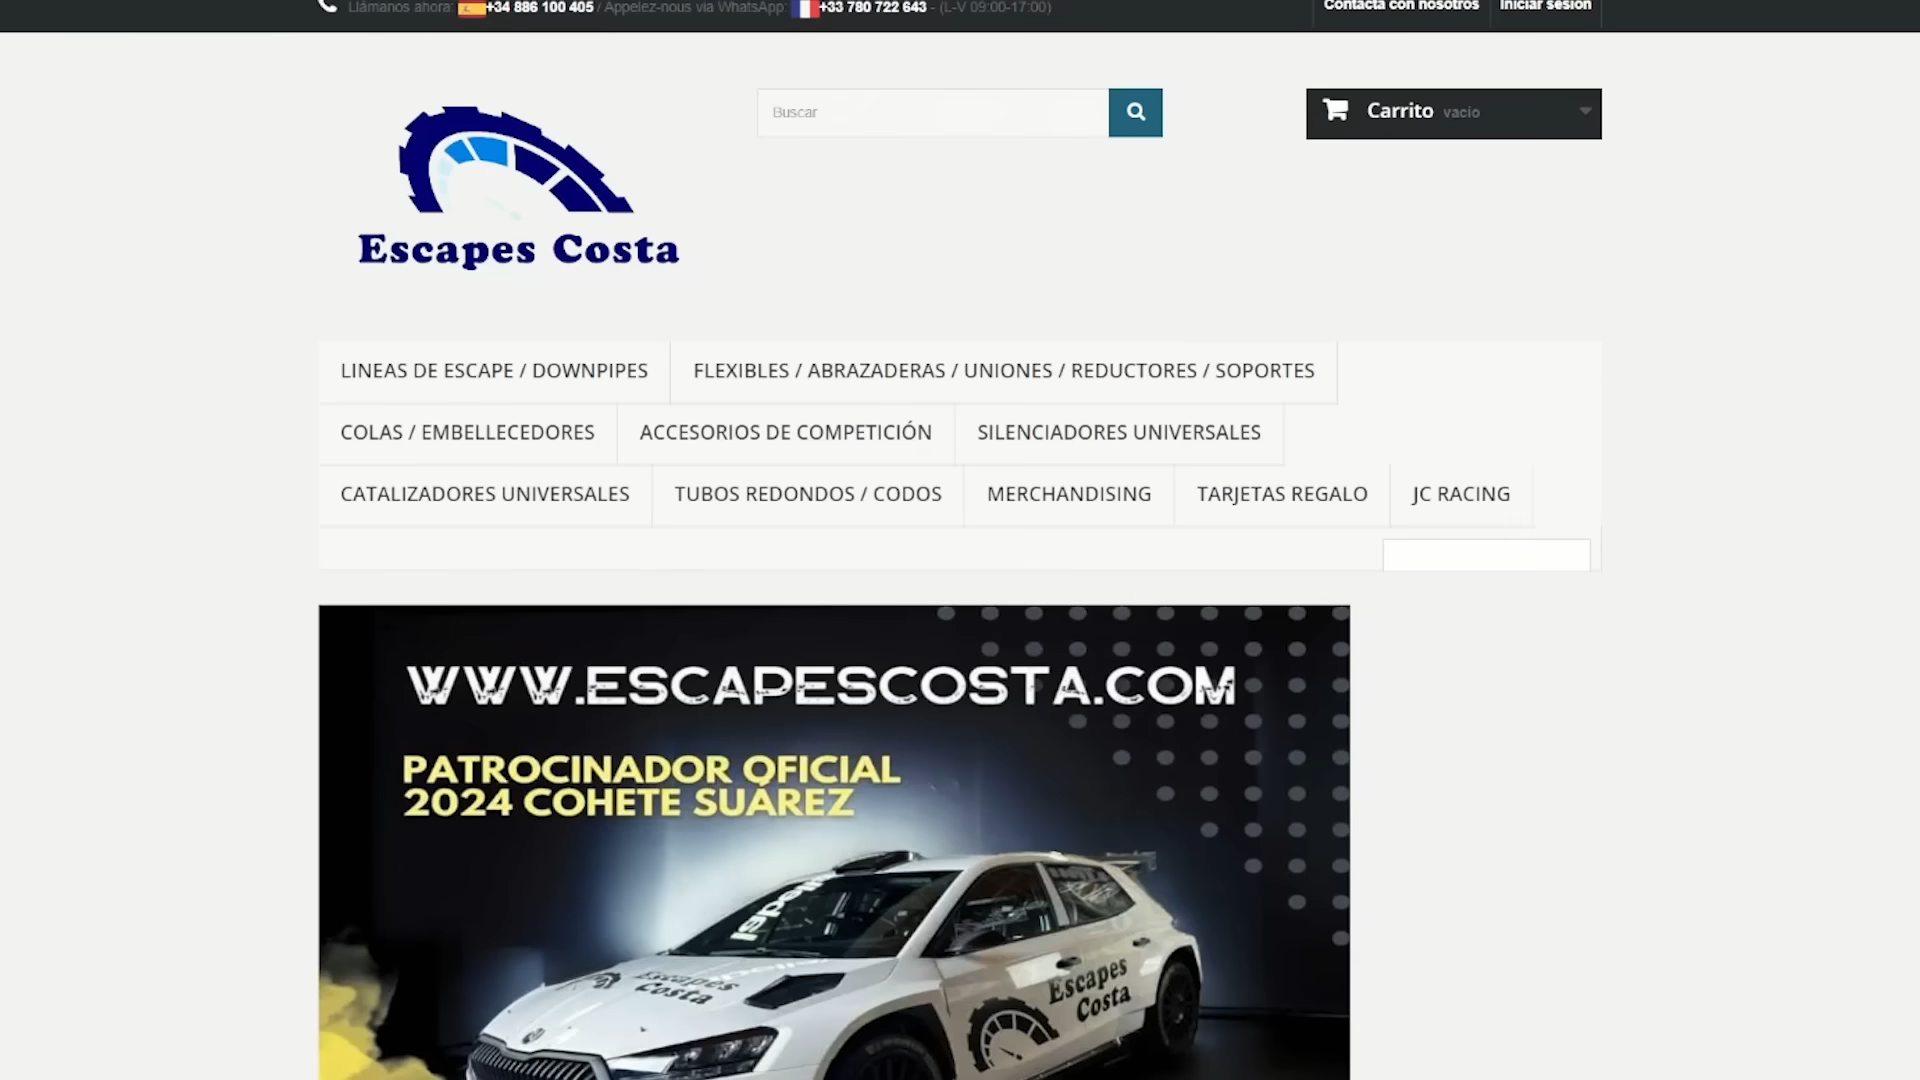 Llámanos ahora: +34 886 100 405 / Appelez-nous via WhatsApp: +33 780 722 643 - (L-V 09:00-17:00)
Contacta con nosotros
Iniciar sesión
Buscar
Carrito vacío
Escapes Costa
LINEAS DE ESCAPE / DOWNPIPES
FLEXIBLES / ABRAZADERAS / UNIONES / REDUCTORES / SOPORTES
COLAS / EMBELLECEDORES
ACCESORIOS DE COMPETICIÓN
SILENCIADORES UNIVERSALES
CATALIZADORES UNIVERSALES
TUBOS REDONDOS / CODOS
MERCHANDISING
TARJETAS REGALO
JC RACING
WWW.ESCAPESCOSTA.COM
PATROCINADOR OFICIAL
2024 COHETE SUÁREZ
Escapes
Costa
Escapes
Costa